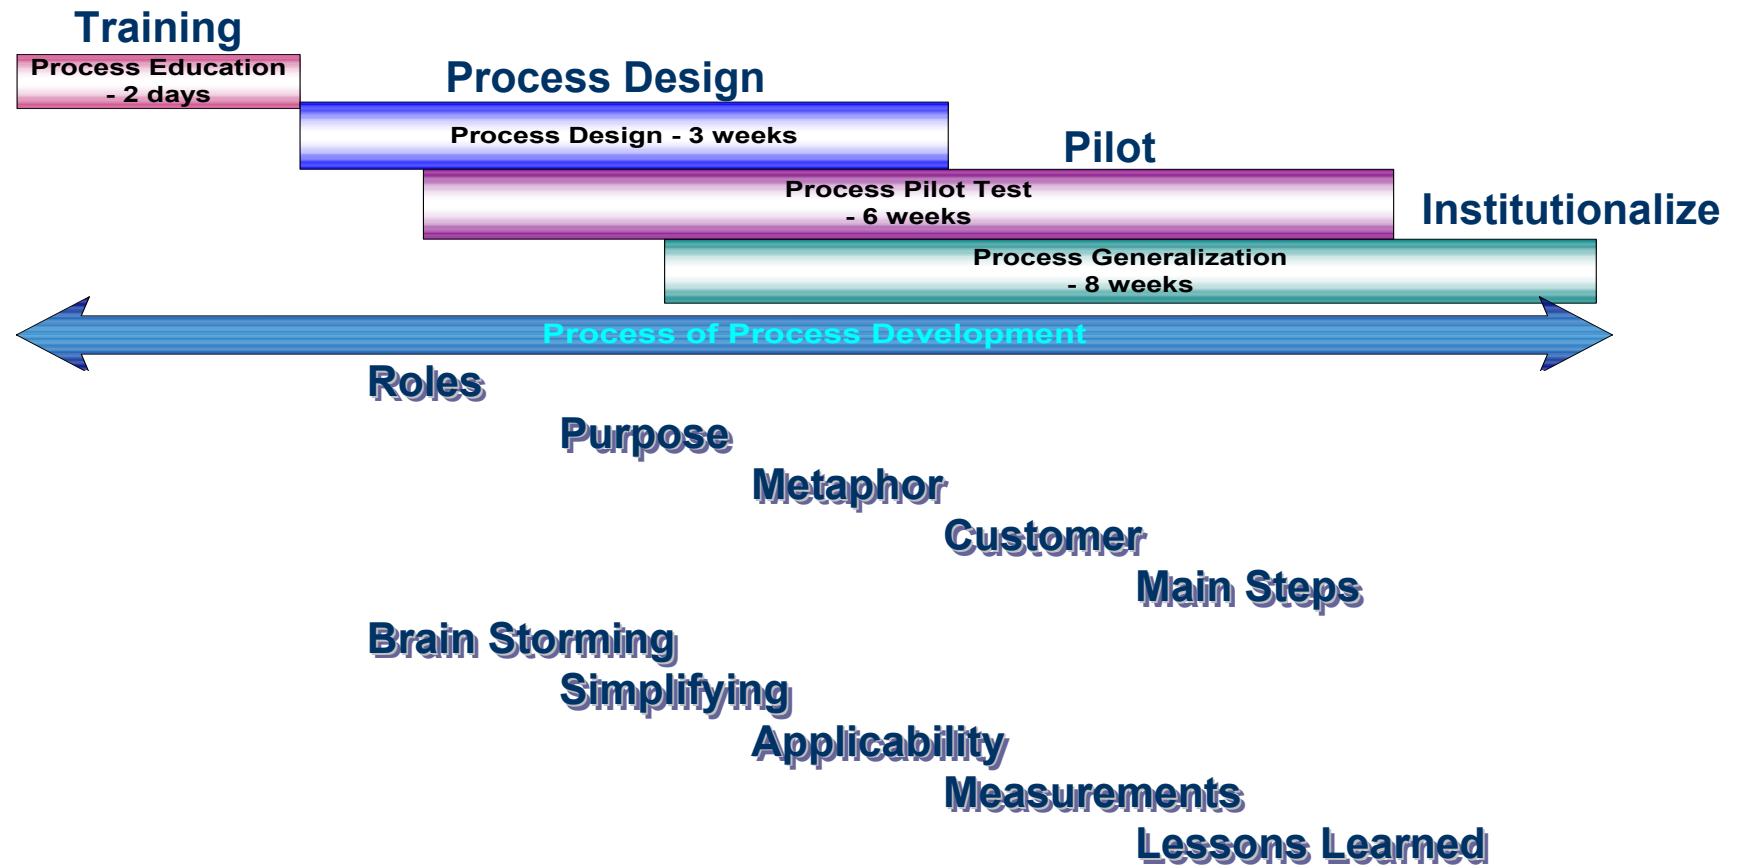 Training
Process Education
- 2 days
Process Design
Process Design - 3 weeks
Pilot
Process Pilot Test
- 6 weeks
Institutionalize
Process Generalization
- 8 weeks
Process of Process Development
Roles
Purpose
Metaphor
Customer
Main Steps
Brain Storming
Simplifying
Applicability
Measurements
Lessons Learned